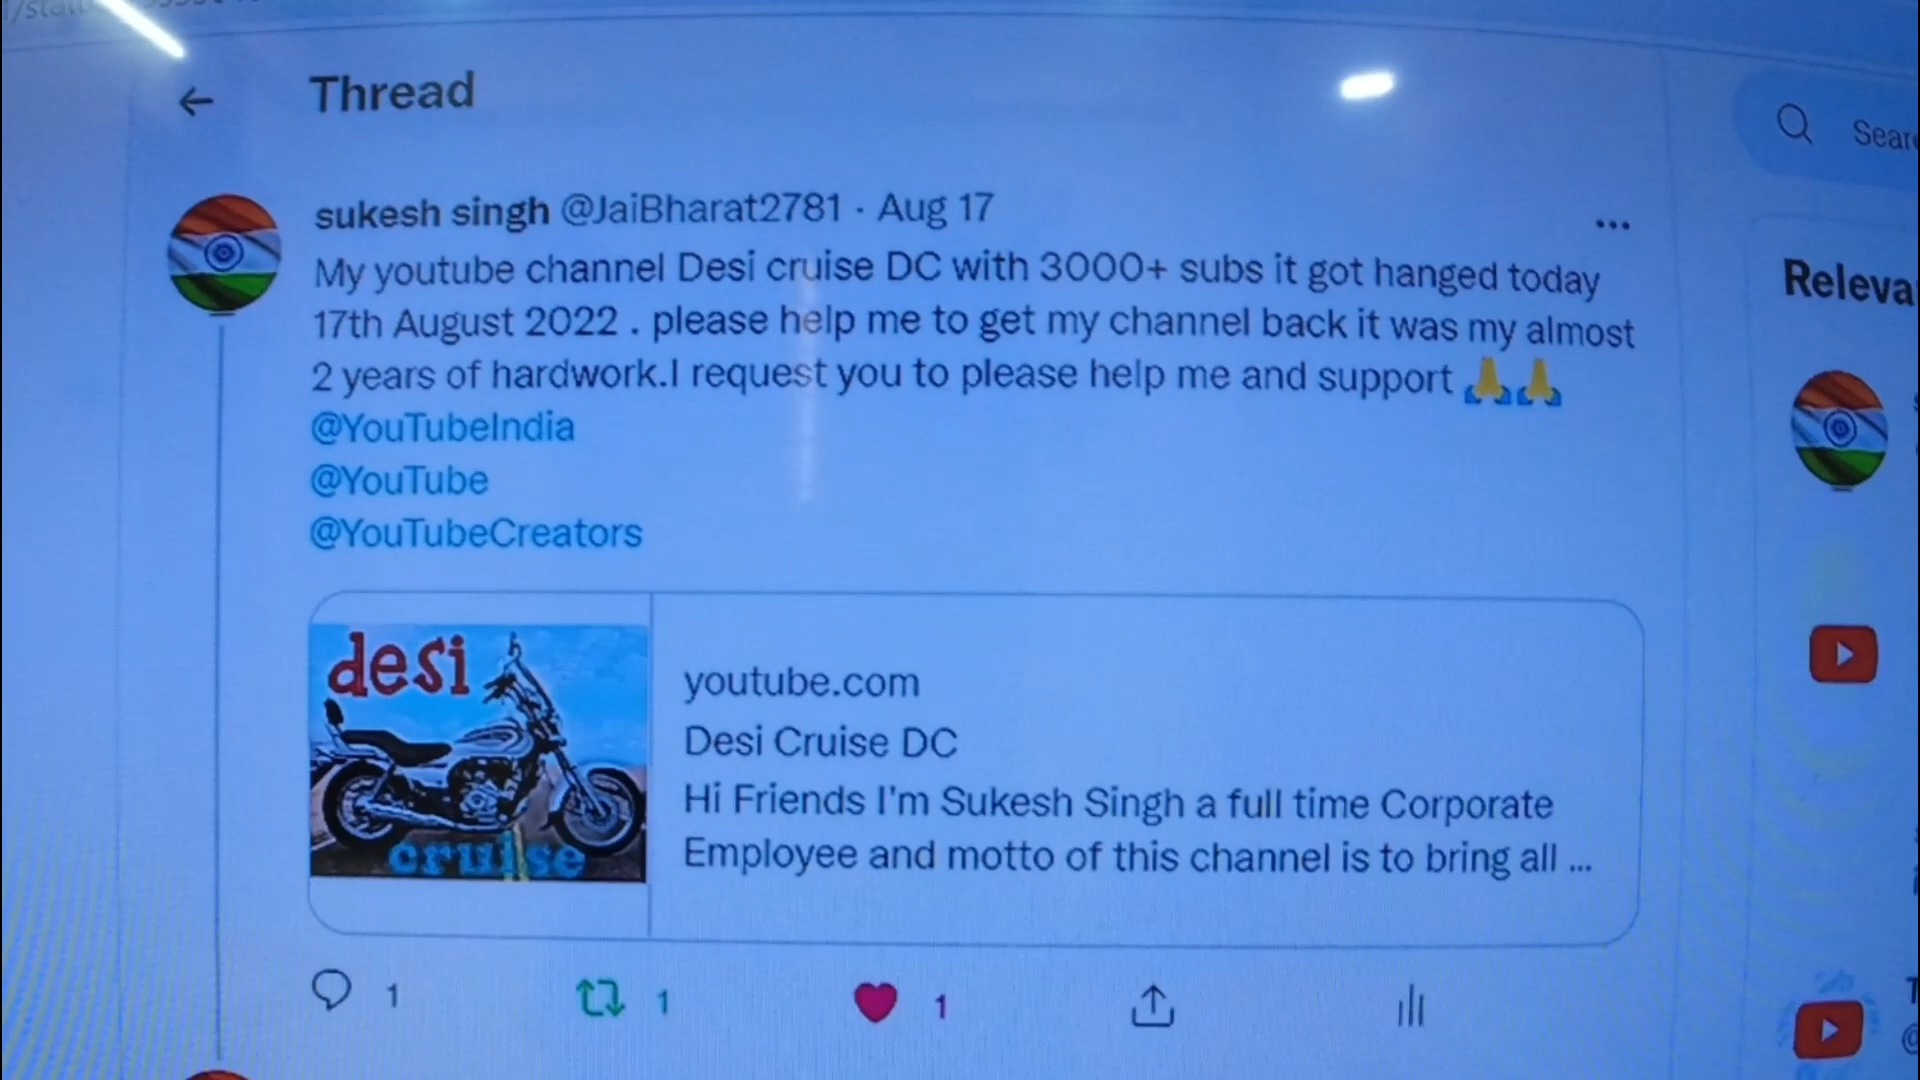 Thread
sukesh singh @JaiBharat2781 · Aug 17
My youtube channel Desi cruise DC with 3000+ subs it got hanged today
17th August 2022 . please help me to get my channel back it was my almost
2 years of hardwork.I request you to please help me and support 🙏🙏
@YouTubeIndia
@YouTube
@YouTubeCreators
desi
cruise
youtube.com
Desi Cruise DC
Hi Friends I'm Sukesh Singh a full time Corporate
Employee and motto of this channel is to bring all ...
1 1 1